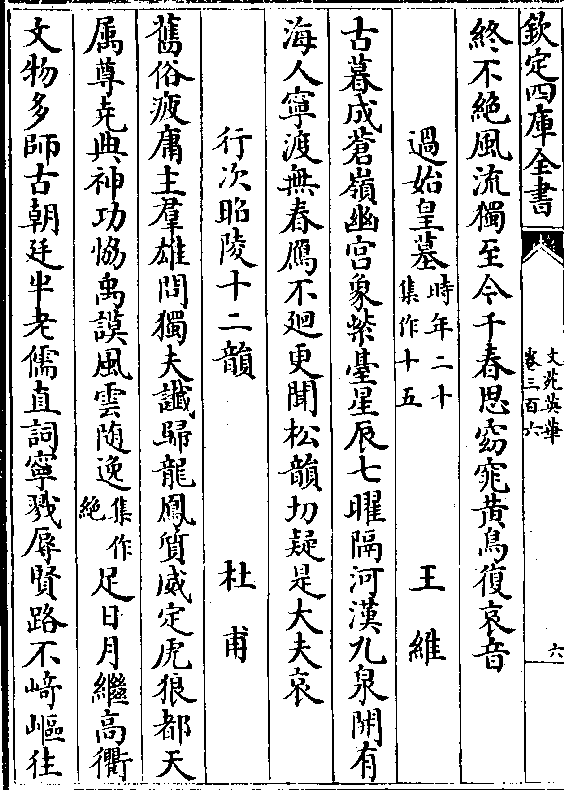 欽定四庫全書
文苑英華
卷三百六
六
終不絶風流獨至今千春思窈窕黄鳥復哀音
過始皇墓時年二十集作十五 王維
古暮成蒼嶺幽宫象紫臺星辰七曜隔河漢九泉開有
海人寧渡無春鴈不廻更聞松韻切疑是大夫哀
行次昭陵十二韻 杜甫
舊俗疲庸主羣雄問獨夫讖歸龍鳳質威定虎狼都天
属尊堯典神功恊禹謨風雲随逸集作絶足日月繼高衢
文物多師古朝廷半老儒直詞寧戮辱賢路不﨑嶇往